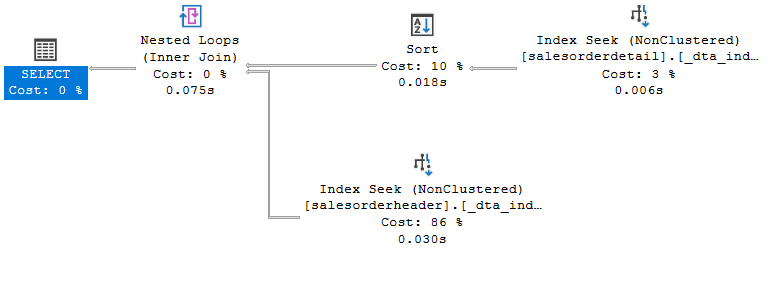 SELECT
Cost: 0 %
Nested Loops
(Inner Join)
Cost: 0 %
0.075s
Sort
Cost: 10 %
0.018s
Index Seek (NonClustered)
[salesorderdetail].[_dta_ind…
Cost: 3 %
0.006s
Index Seek (NonClustered)
[salesorderheader].[_dta_ind…
Cost: 86 %
0.030s